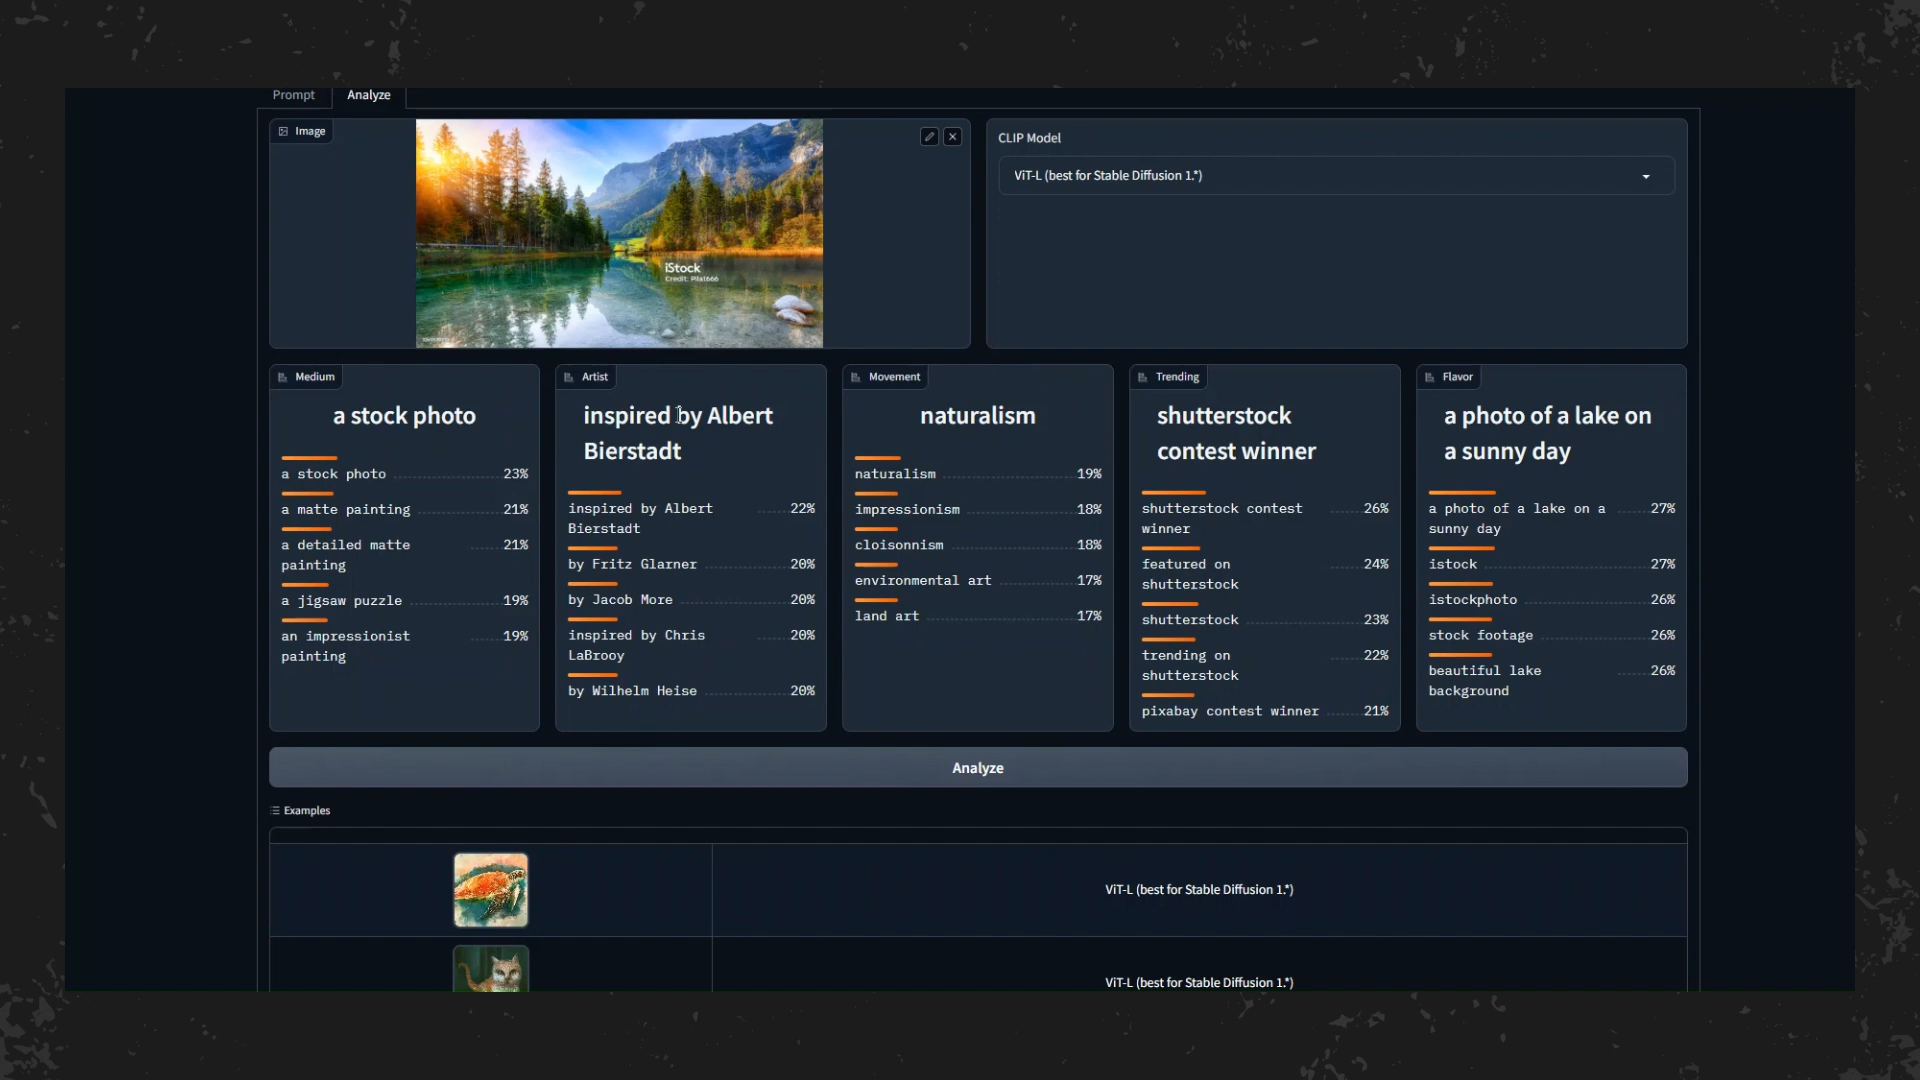 Prompt
Analyze
Image
iStock
Credit: Pilat666
CLIP Model
ViT-L (best for Stable Diffusion 1.*)
Medium
a stock photo
a stock photo 23%
a matte painting 21%
a detailed matte 21%
painting
a jigsaw puzzle 19%
an impressionist 19%
painting
Artist
inspired by Albert
Bierstadt
inspired by Albert 22%
Bierstadt
by Fritz Glarner 20%
by Jacob More 20%
inspired by Chris 20%
LaBrooy
by Wilhelm Heise 20%
Movement
naturalism
naturalism 19%
impressionism 18%
cloisonnism 18%
environmental art 17%
land art 17%
Trending
shutterstock
contest winner
shutterstock contest 26%
winner
featured on 24%
shutterstock
shutterstock 23%
trending on 22%
shutterstock
pixabay contest winner 21%
Flavor
a photo of a lake on
a sunny day
a photo of a lake on a 27%
sunny day
istock 27%
istockphoto 26%
stock footage 26%
beautiful lake 26%
background
Analyze
Examples
ViT-L (best for Stable Diffusion 1.*)
ViT-L (best for Stable Diffusion 1.*)